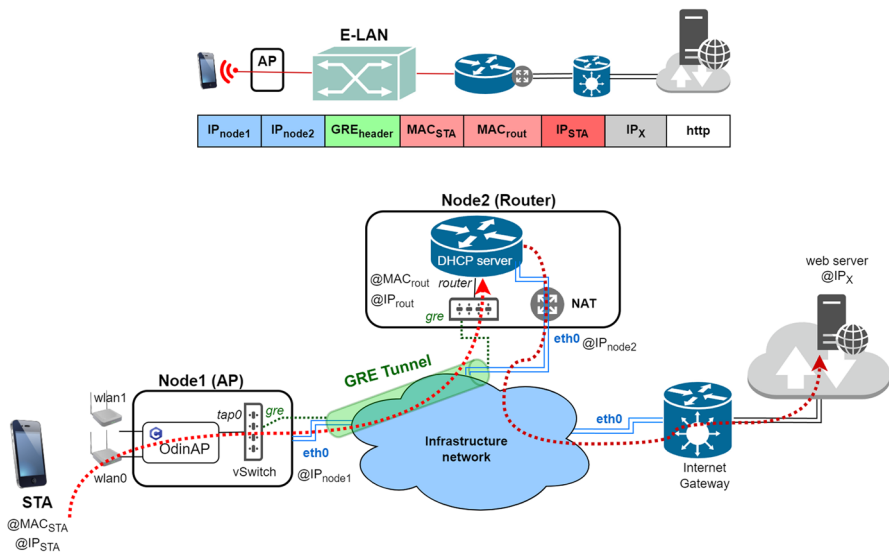 E-LAN
AP
IPnode1 IPnode2 GREheader MACSTA MACrout IPSTA IPX http
Node2 (Router)
DHCP server
@MACrout
router
@IProut
gre
NAT
eth0 @IPnode2
web server
@IPX
GRE Tunnel
Node1 (AP)
wlan1
tap0
gre
C
OdinAP
wlan0
vSwitch
eth0
@IPnode1
Infrastructure
network
eth0
Internet
Gateway
STA
@MACSTA
@IPSTA